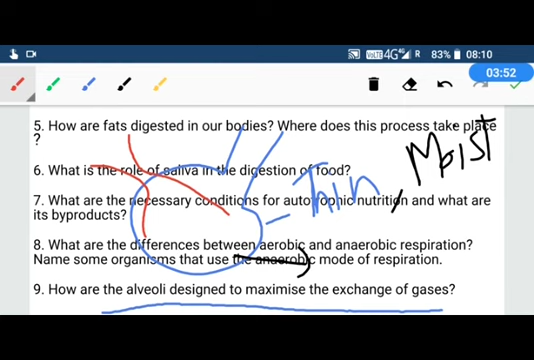 VoLTE 4G 4G R 83% 08:10
03:52
5. How are fats digested in our bodies? Where does this process take place
?
6. What is the role of saliva in the digestion of food?
7. What are the necessary conditions for autotrophic nutrition and what are
its byproducts?
8. What are the differences between aerobic and anaerobic respiration?
Name some organisms that use the anaerobic mode of respiration.
9. How are the alveoli designed to maximise the exchange of gases?
Thin, Moist